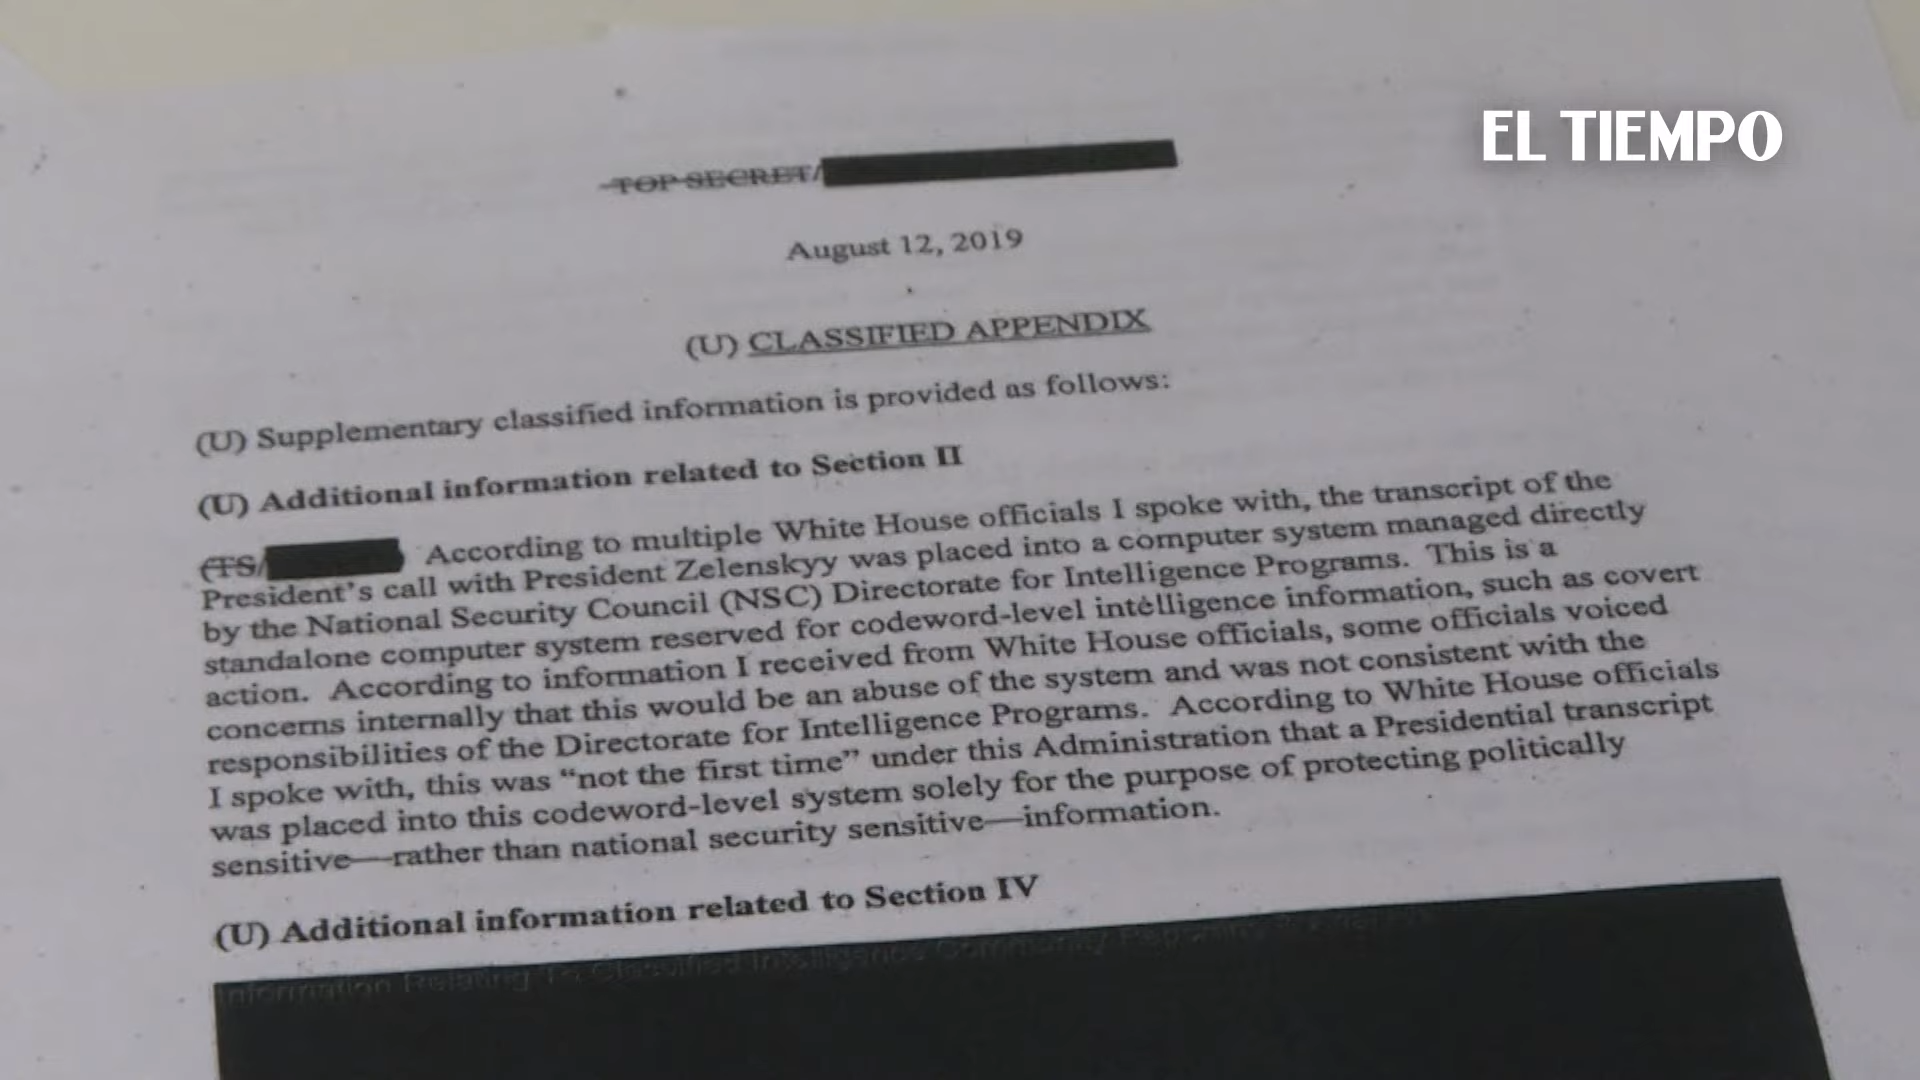 EL TIEMPO
TOP SECRET/
August 12, 2019
(U) CLASSIFIED APPENDIX
(U) Supplementary classified information is provided as follows:
(U) Additional information related to Section II
(TS/ According to multiple White House officials I spoke with, the transcript of the
President's call with President Zelenskyy was placed into a computer system managed directly
by the National Security Council (NSC) Directorate for Intelligence Programs. This is a
standalone computer system reserved for codeword-level intelligence information, such as covert
action. According to information I received from White House officials, some officials voiced
concerns internally that this would be an abuse of the system and was not consistent with the
responsibilities of the Directorate for Intelligence Programs. According to White House officials
I spoke with, this was “not the first time” under this Administration that a Presidential transcript
was placed into this codeword-level system solely for the purpose of protecting politically
sensitive—rather than national security sensitive—information.
(U) Additional information related to Section IV
Information Relating To Classified Intelligence Community